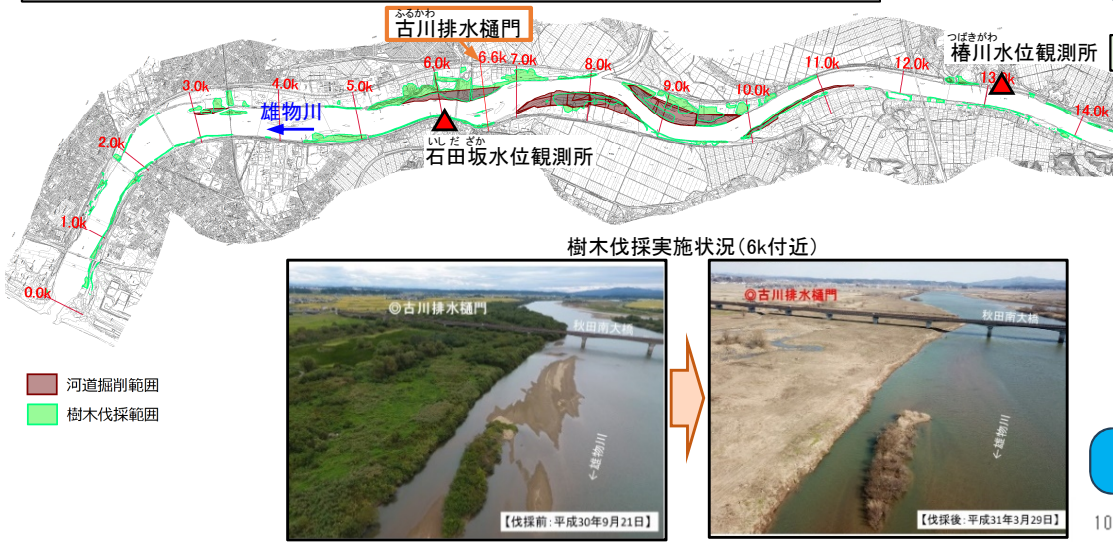 ふるかわ
古川排水樋門
つばきがわ
椿川水位観測所
0.0k
1.0k
2.0k
3.0k
4.0k
5.0k
6.0k
6.6k
7.0k
8.0k
9.0k
10.0k
11.0k
12.0k
14.0k
雄物川
いしだざか
石田坂水位観測所
河道掘削範囲
樹木伐採範囲
樹木伐採実施状況(6k付近)
◎古川排水樋門
秋田南大橋
←雄物川
【伐採前:平成30年9月21日】
◎古川排水樋門
秋田南大橋
←雄物川
【伐採後:平成31年3月29日】
10